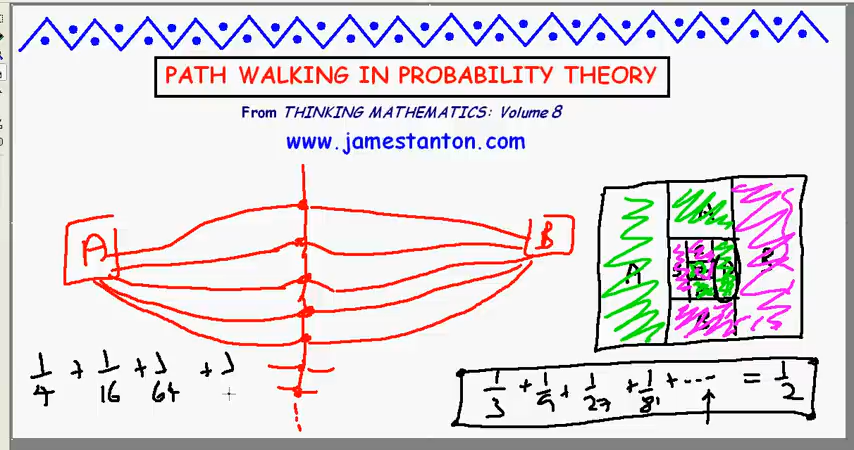 PATH WALKING IN PROBABILITY THEORY
From THINKING MATHEMATICS: Volume 8
www.jamestanton.com
A
B
A
A
B
B
1/4 + 1/16 + 1/64 + 1
1/3 + 1/9 + 1/27 + 1/81 + ... = 1/2